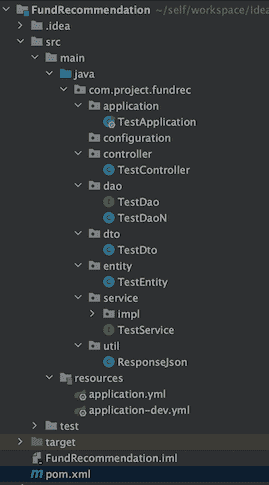 FundRecommendation ~/self/workspace/Idea
.idea
src
main
java
com.project.fundrec
application
TestApplication
configuration
controller
TestController
dao
TestDao
TestDaoN
dto
TestDto
entity
TestEntity
service
impl
TestService
util
ResponseJson
resources
application.yml
application-dev.yml
test
target
FundRecommendation.iml
pom.xml